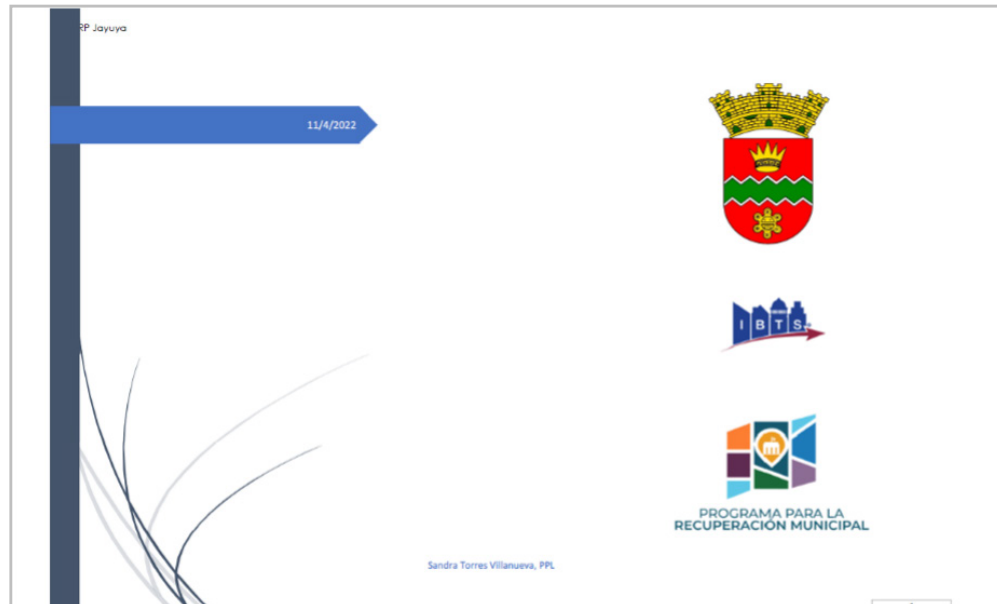 RP Jayuya
11/4/2022
IBTS
PROGRAMA PARA LA
RECUPERACIÓN MUNICIPAL
Sandra Torres Villanueva, PPL